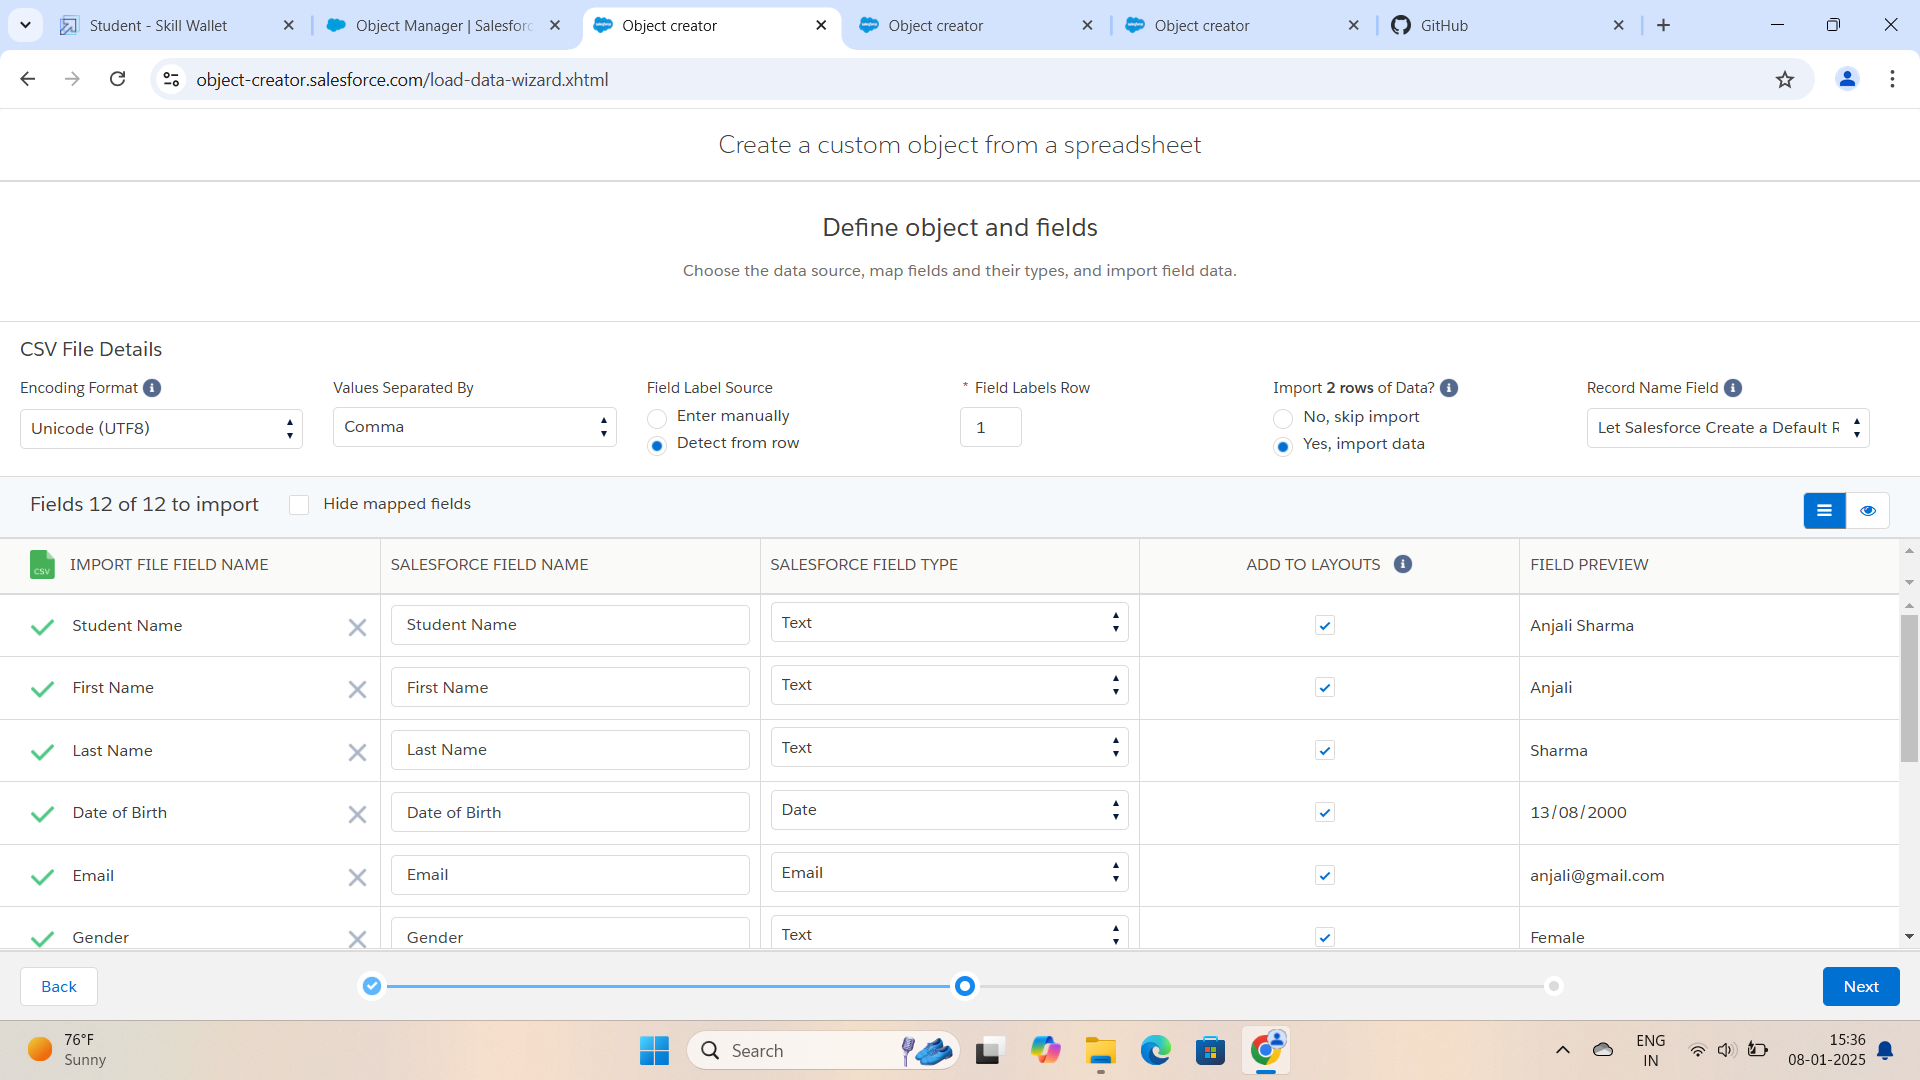 Student - Skill Wallet
Object Manager | Salesforc
Object creator
Object creator
Object creator
GitHub
object-creator.salesforce.com/load-data-wizard.xhtml
Create a custom object from a spreadsheet
Define object and fields
Choose the data source, map fields and their types, and import field data.
CSV File Details
Encoding Format
Values Separated By
Field Label Source
* Field Labels Row
Import 2 rows of Data?
Record Name Field
Unicode (UTF8)
Comma
Enter manually
Detect from row
1
No, skip import
Yes, import data
Let Salesforce Create a Default R
Fields 12 of 12 to import
Hide mapped fields
CSV
IMPORT FILE FIELD NAME
SALESFORCE FIELD NAME
SALESFORCE FIELD TYPE
ADD TO LAYOUTS
FIELD PREVIEW
Student Name
Student Name
Text
Anjali Sharma
First Name
First Name
Text
Anjali
Last Name
Last Name
Text
Sharma
Date of Birth
Date of Birth
Date
13/08/2000
Email
Email
Email
anjali@gmail.com
Gender
Gender
Text
Female
Back
Next
76°F
Sunny
Search
ENG
IN
15:36
08-01-2025